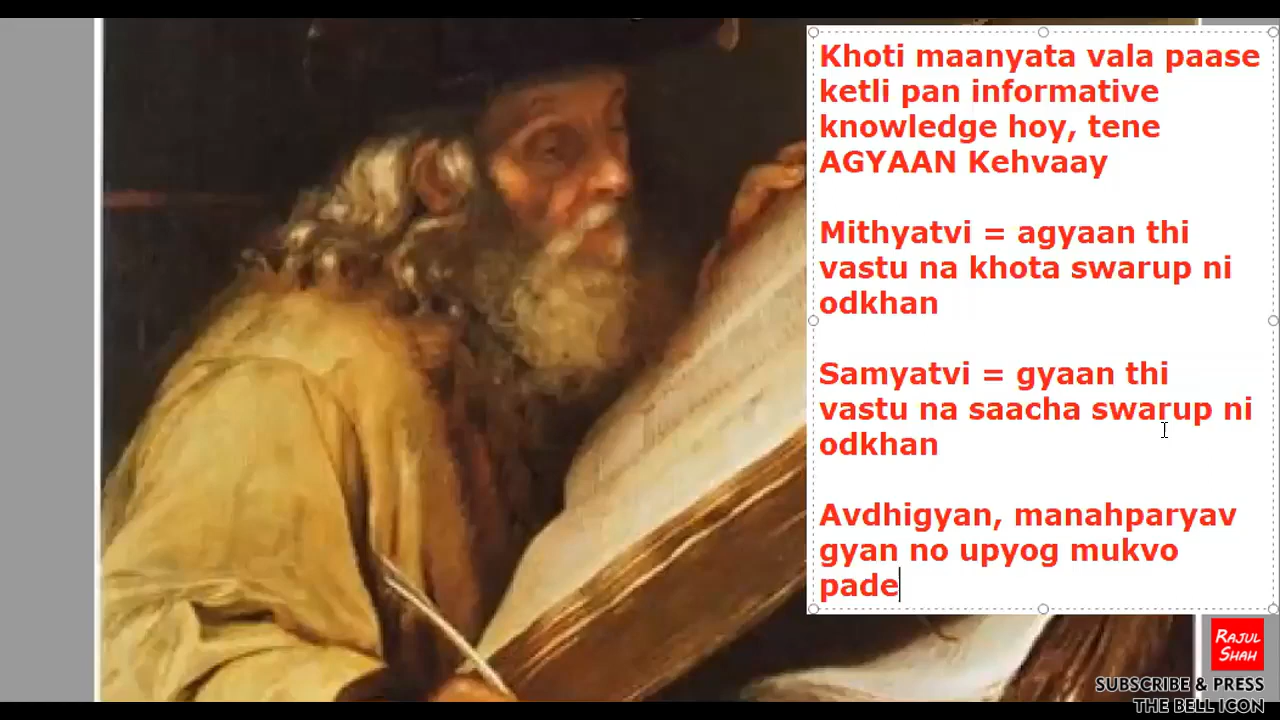 Khoti maanyata vala paase
ketli pan informative
knowledge hoy, tene
AGYAAN Kehvaay
Mithyatvi = agyaan thi
vastu na khota swarup ni
odkhan
Samyatvi = gyaan thi
vastu na saacha swarup ni
odkhan
Avdhigyan, manahparyav
gyan no upyog mukvo
pade
RAJUL
SHAH
SUBSCRIBE & PRESS
THE BELL ICON